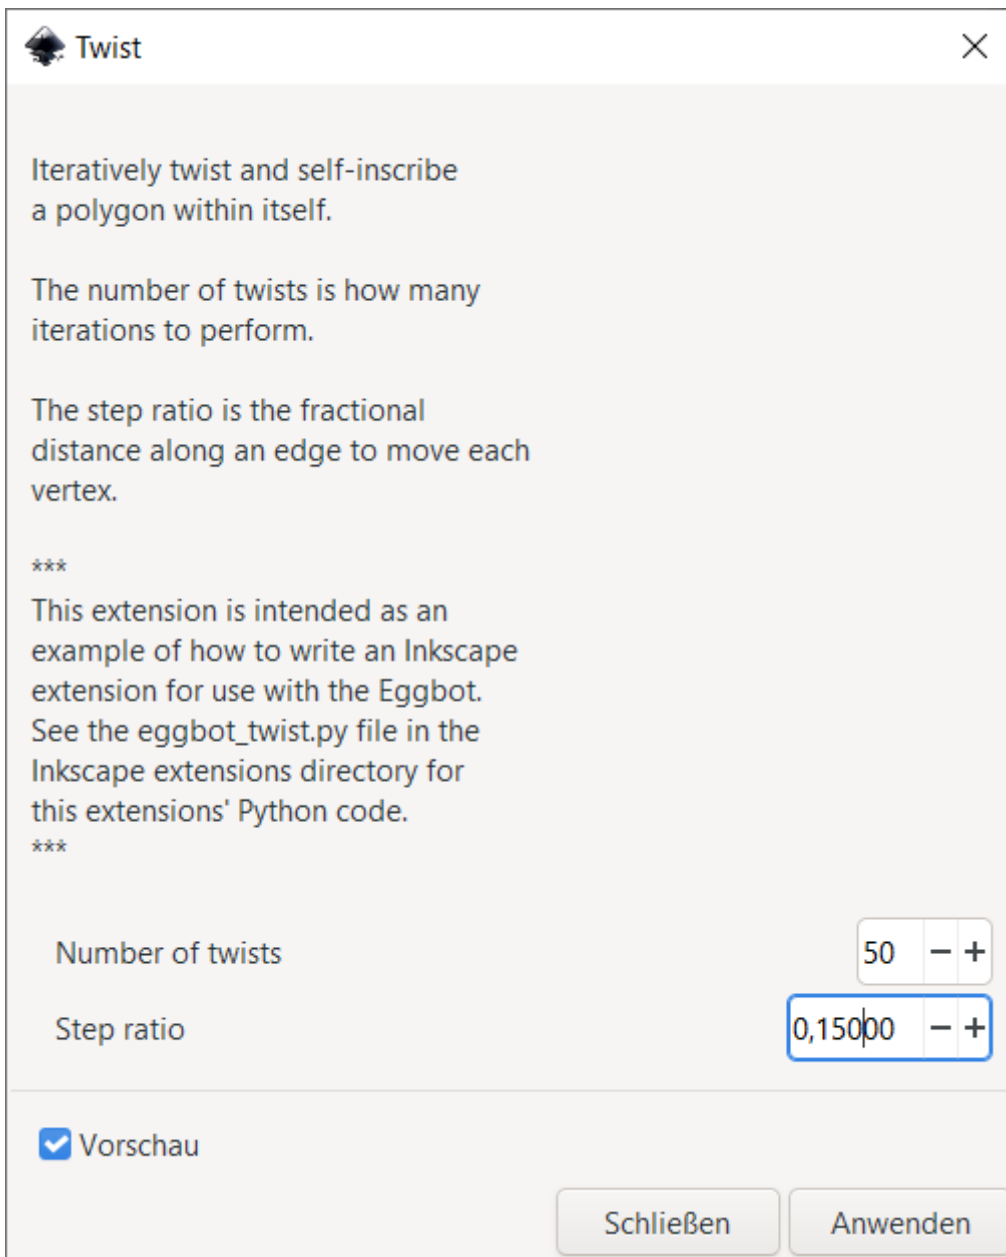 Twist
Iteratively twist and self-inscribe
a polygon within itself.
The number of twists is how many
iterations to perform.
The step ratio is the fractional
distance along an edge to move each
vertex.
***
This extension is intended as an
example of how to write an Inkscape
extension for use with the Eggbot.
See the eggbot_twist.py file in the
Inkscape extensions directory for
this extensions' Python code.
***
Number of twists 50 − +
Step ratio 0,15000 − +
Vorschau
Schließen Anwenden